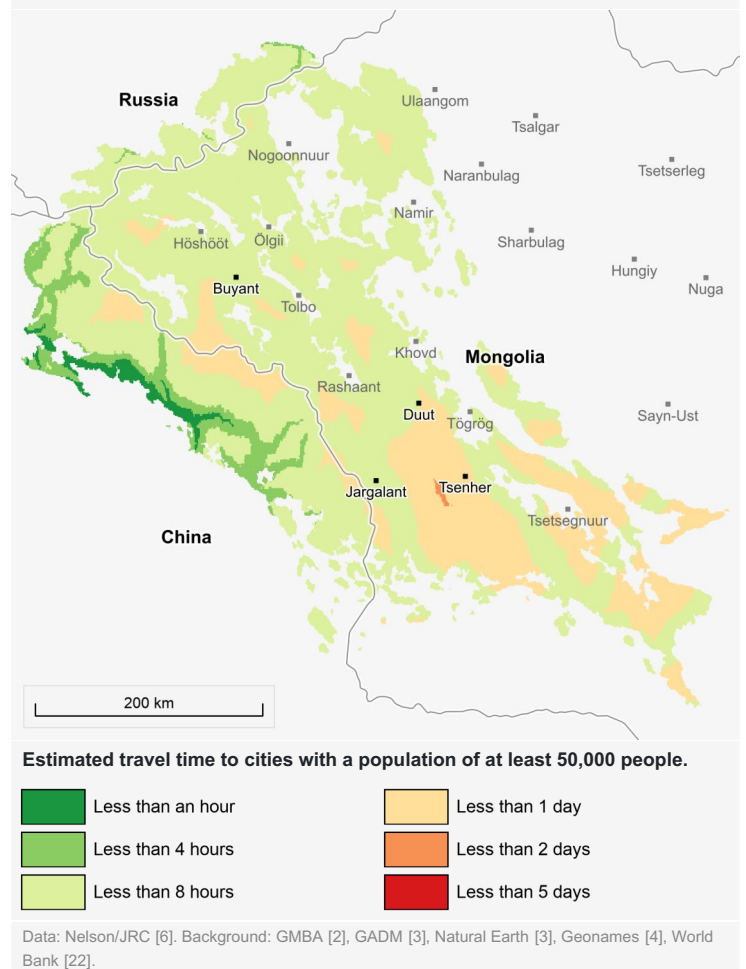 Russia
Ulaangom
Tsalgar
Nogoonnuur
Naranbulag
Tsetserleg
Namir
Höshööt
Ölgii
Sharbulag
Hungiy
Buyant
Nuga
Tolbo
Khovd
Mongolia
Rashaant
Duut
Tögrög
Sayn-Ust
Jargalant
Tsenher
Tsetsegnuur
China
200 km
Estimated travel time to cities with a population of at least 50,000 people.
Less than an hour
Less than 1 day
Less than 4 hours
Less than 2 days
Less than 8 hours
Less than 5 days
Data: Nelson/JRC [6]. Background: GMBA [2], GADM [3], Natural Earth [3], Geonames [4], World
Bank [22].